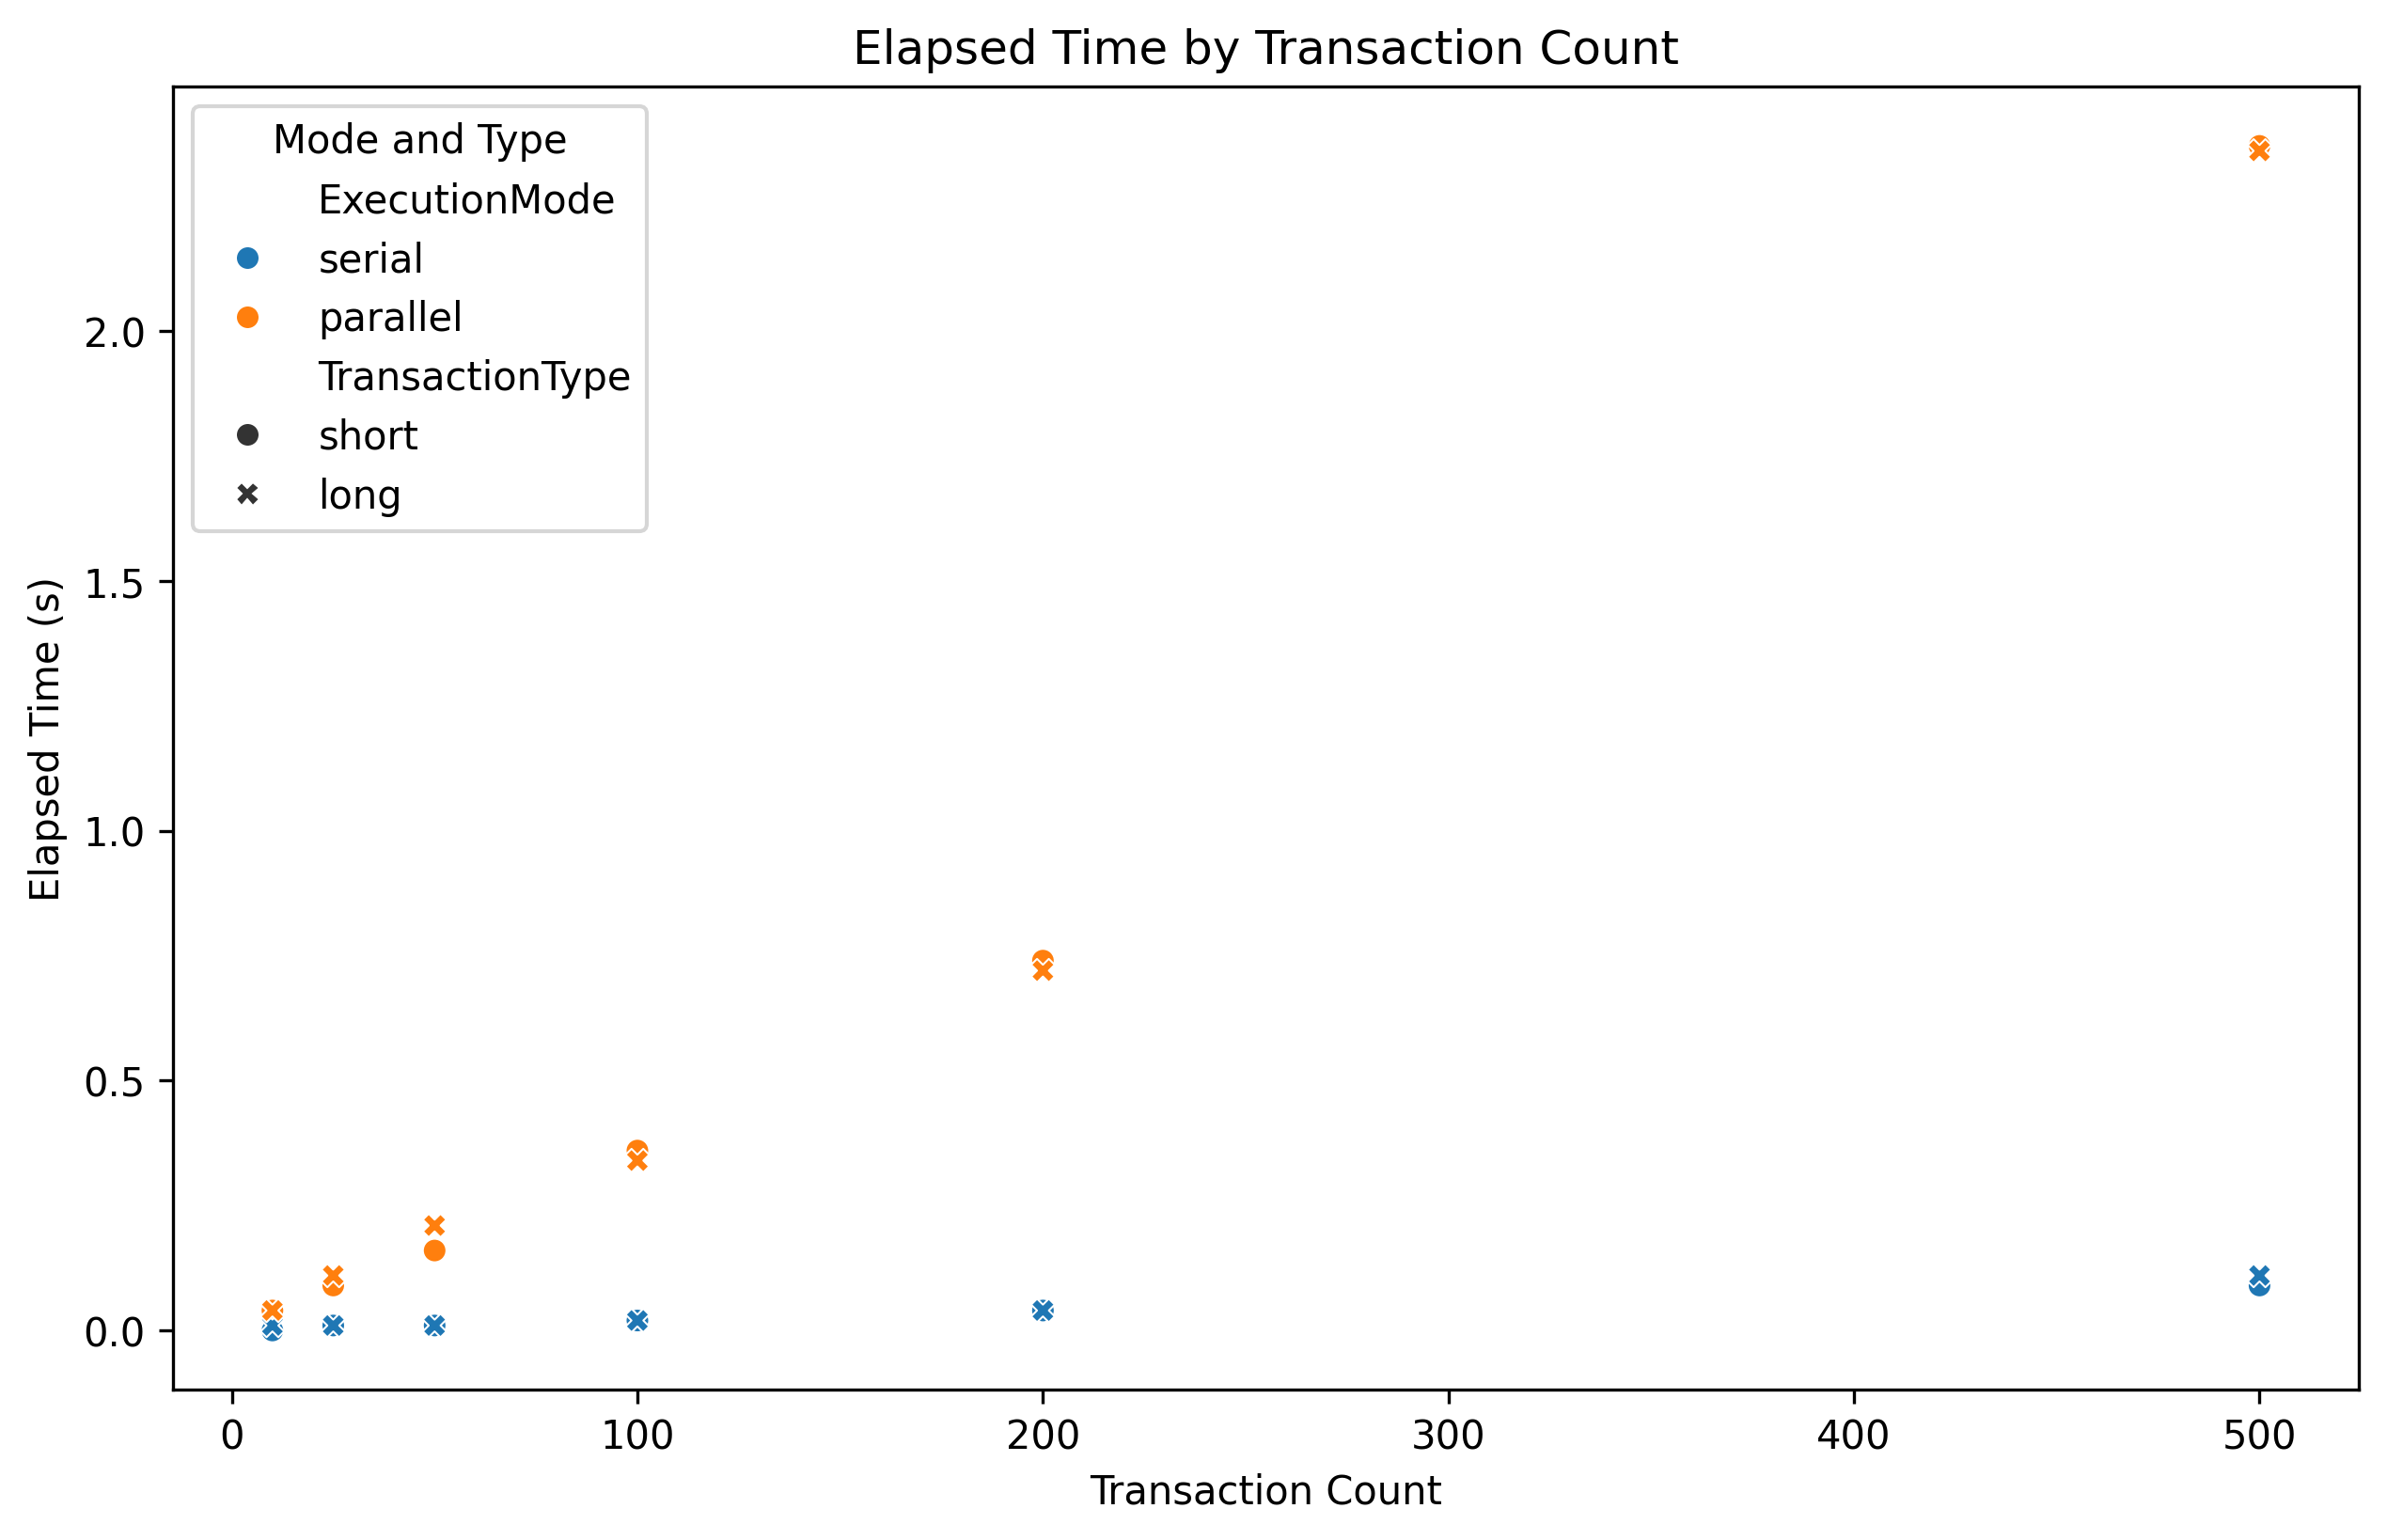 Elapsed Time by Transaction Count
Mode and Type
ExecutionMode
serial
parallel
TransactionType
short
long
Elapsed Time (s)
2.0
1.5
1.0
0.5
0.0
0 100 200 300 400 500
Transaction Count